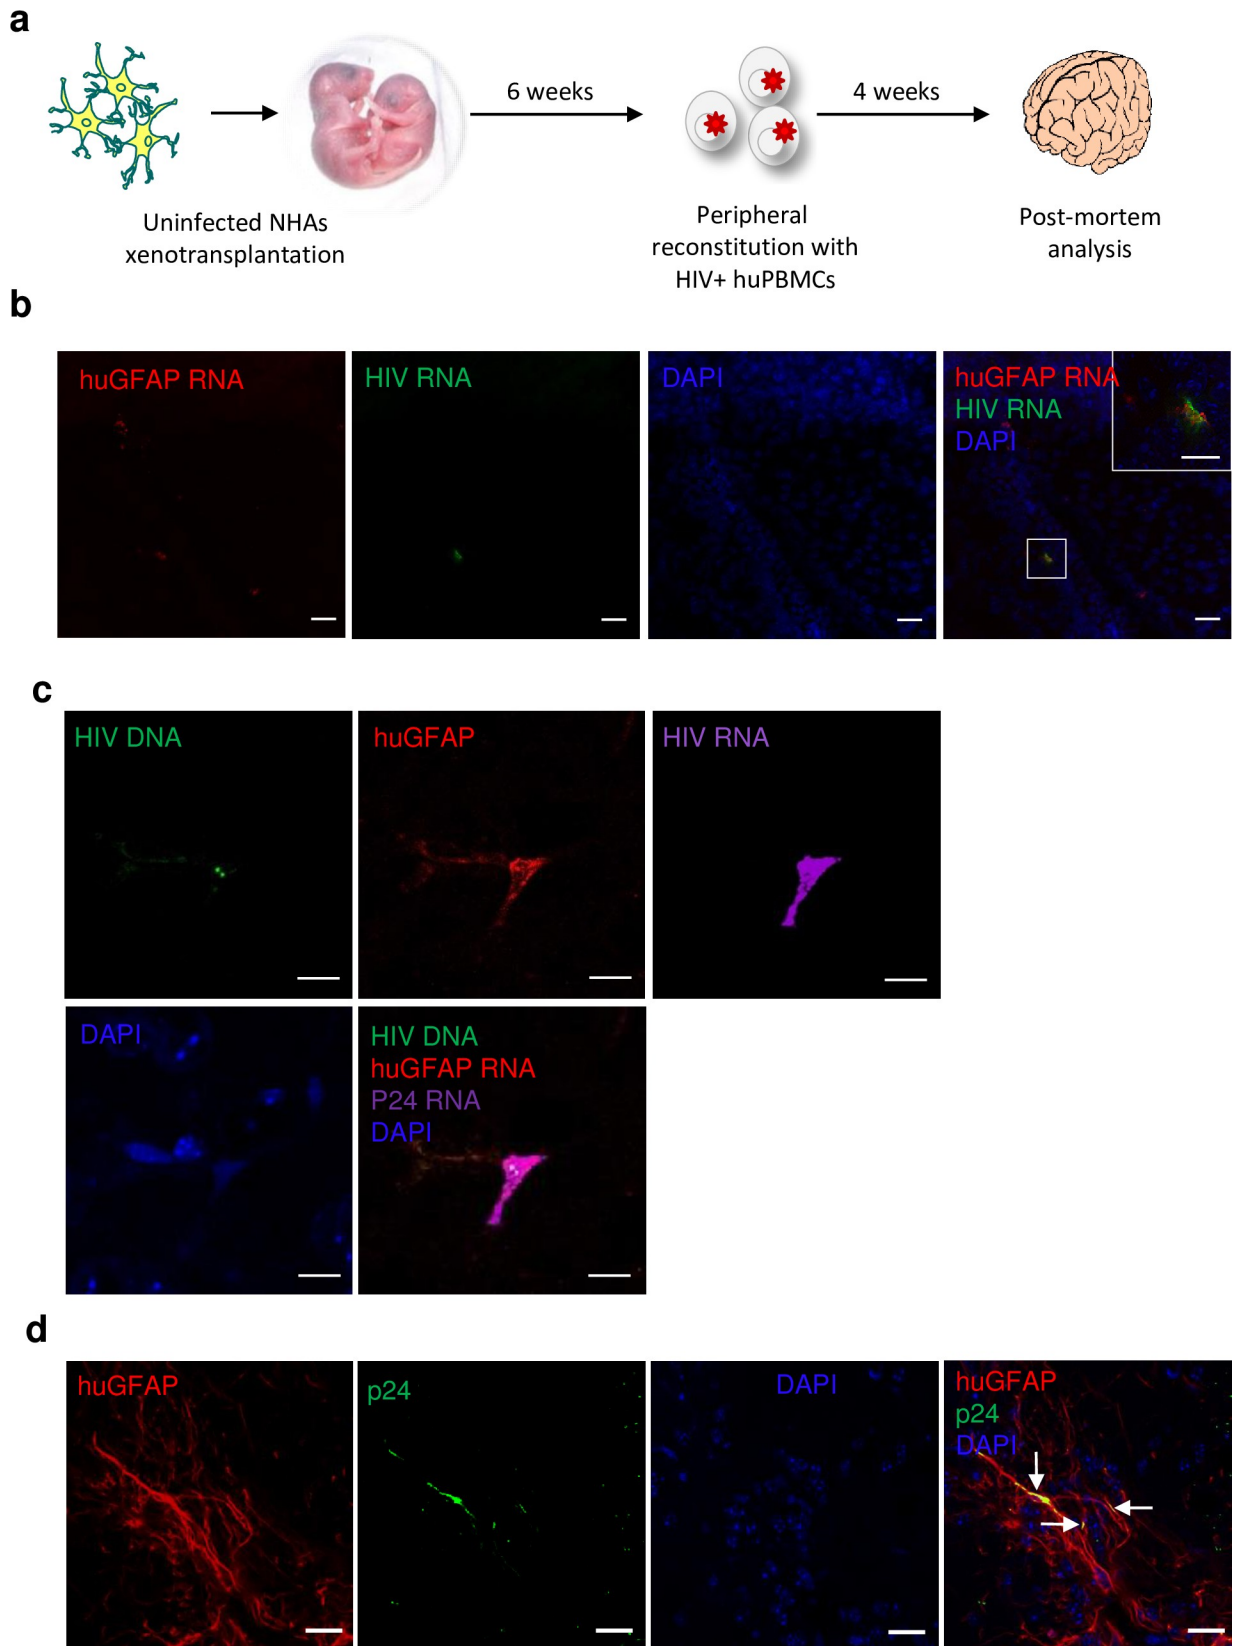 a
6 weeks
4 weeks
Uninfected NHAs
xenotransplantation
Peripheral
reconstitution with
HIV+ huPBMCs
Post-mortem
analysis
b
huGFAP RNA
HIV RNA
DAPI
huGFAP RNA
HIV RNA
DAPI
c
HIV DNA
huGFAP
HIV RNA
DAPI
HIV DNA
huGFAP RNA
P24 RNA
DAPI
d
huGFAP
p24
DAPI
huGFAP
p24
DAPI